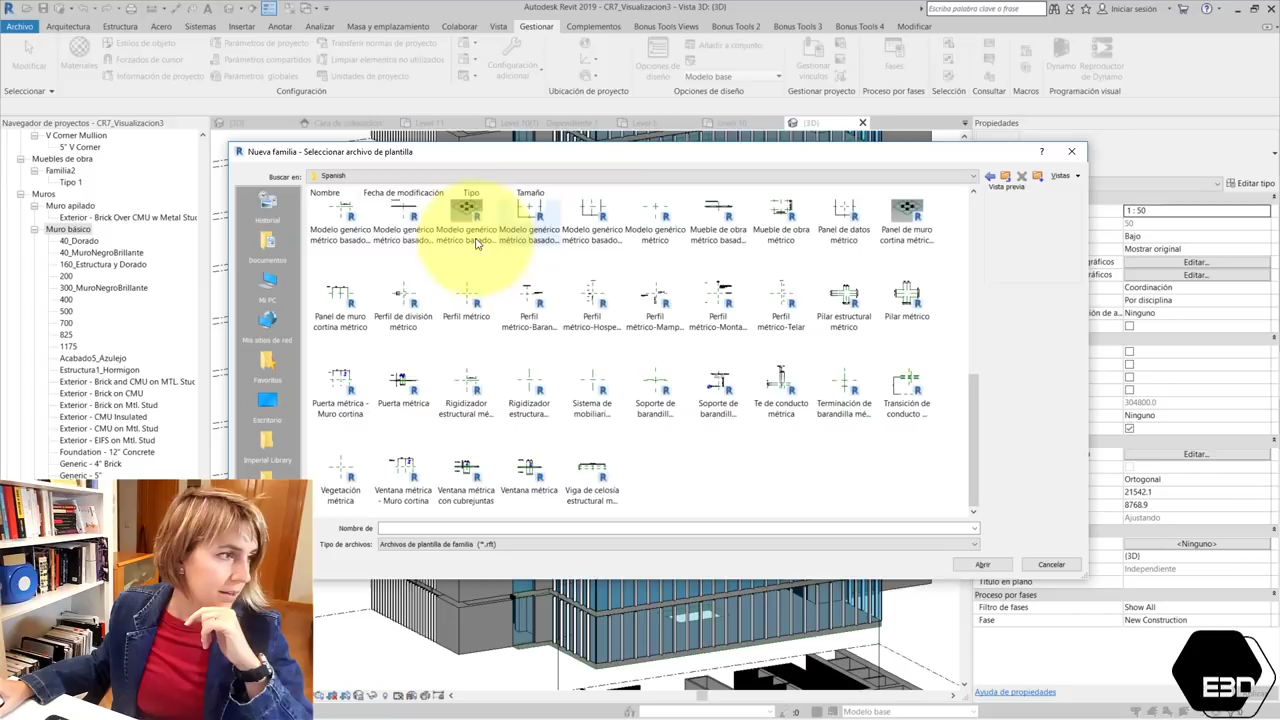 Autodesk Revit 2019 - CR7_Visualizacion3 - Vista 3D: {3D}
Escriba palabra clave o frase
Iniciar sesión
Archivo
Arquitectura
Estructura
Acero
Sistemas
Insertar
Anotar
Analizar
Masa y emplazamiento
Colaborar
Vista
Gestionar
Complementos
Bonus Tools Views
Bonus Tools 2
Bonus Tools 3
Bonus Tools 4
Modificar
Materiales
Estilos de objeto
Forzados de cursor
Información de proyecto
Parámetros de proyecto
Parámetros compartidos
Parámetros globales
Transferir normas de proyecto
Limpiar elementos no utilizados
Unidades de proyecto
Configuración
adicional
Opciones de
diseño
Añadir a conjunto
Modelo base
Gestionar
vínculos
Fases
Dynamo
Reproductor
de Dynamo
Seleccionar
Configuración
Ubicación de proyecto
Opciones de diseño
Gestionar proyecto
Proceso por fases
Selección
Consultar
Macros
Programación visual
Navegador de proyectos - CR7_Visualizacion3
V Corner Mullion
5" V Corner
Muebles de obra
Familia2
Tipo 1
Muros
Muro apilado
Exterior - Brick Over CMU w Metal Stud
Muro básico
40_Dorado
40_MuroNegroBrillante
160_Estructura y Dorado
200
300_MuroNegroBrillante
400
500
700
825
1175
Acabado5_Azulejo
Estructura1_Hormigon
Exterior - Brick and CMU on MTL. Stud
Exterior - Brick on CMU
Exterior - Brick on Mtl. Stud
Exterior - CMU Insulated
Exterior - CMU on Mtl. Stud
Exterior - EIFS on Mtl. Stud
Foundation - 12" Concrete
Generic - 4" Brick
Generic - 5"
Nueva familia - Seleccionar archivo de plantilla
Buscar en:
Spanish
Vistas
Vista previa
Nombre
Fecha de modificación
Tipo
Tamaño
Historial
Documentos
Mi PC
Mis sitios de red
Favoritos
Escritorio
Imperial Library
Modelo genérico métrico basado...
Modelo genérico métrico basado...
Modelo genérico métrico basado...
Modelo genérico métrico basado...
Modelo genérico métrico basado...
Modelo genérico métrico
Mueble de obra métrico basad...
Mueble de obra métrico
Panel de datos métrico
Panel de muro cortina métric...
Panel de muro cortina métrico
Perfil de división métrico
Perfil métrico
Perfil métrico-Baran...
Perfil métrico-Hospe...
Perfil métrico-Mamp...
Perfil métrico-Monta...
Perfil métrico-Telar
Pilar estructural métrico
Pilar métrico
Puerta métrica - Muro cortina
Puerta métrica
Rigidizador estructural mé...
Rigidizador estructura...
Sistema de mobiliari...
Soporte de barandill...
Soporte de barandill...
Te de conducto métrica
Terminación de barandilla mé...
Transición de conducto ...
Vegetación métrica
Ventana métrica - Muro cortina
Ventana métrica con cubrejuntas
Ventana métrica
Viga de celosía estructural m...
Nombre de
Tipo de archivos:
Archivos de plantilla de familia (*.rft)
Abrir
Cancelar
Propiedades
Editar tipo
1 : 50
50
Bajo
Mostrar original
Editar...
Editar...
Coordinación
Por disciplina
Ninguno
304800.0
Ninguno
Editar...
Ortogonal
21542.1
8768.9
Ajustando
<Ninguno>
{3D}
Independiente
Título en plano
Proceso por fases
Filtro de fases
Show All
Fase
New Construction
Ayuda de propiedades
:0
Modelo base
E3D